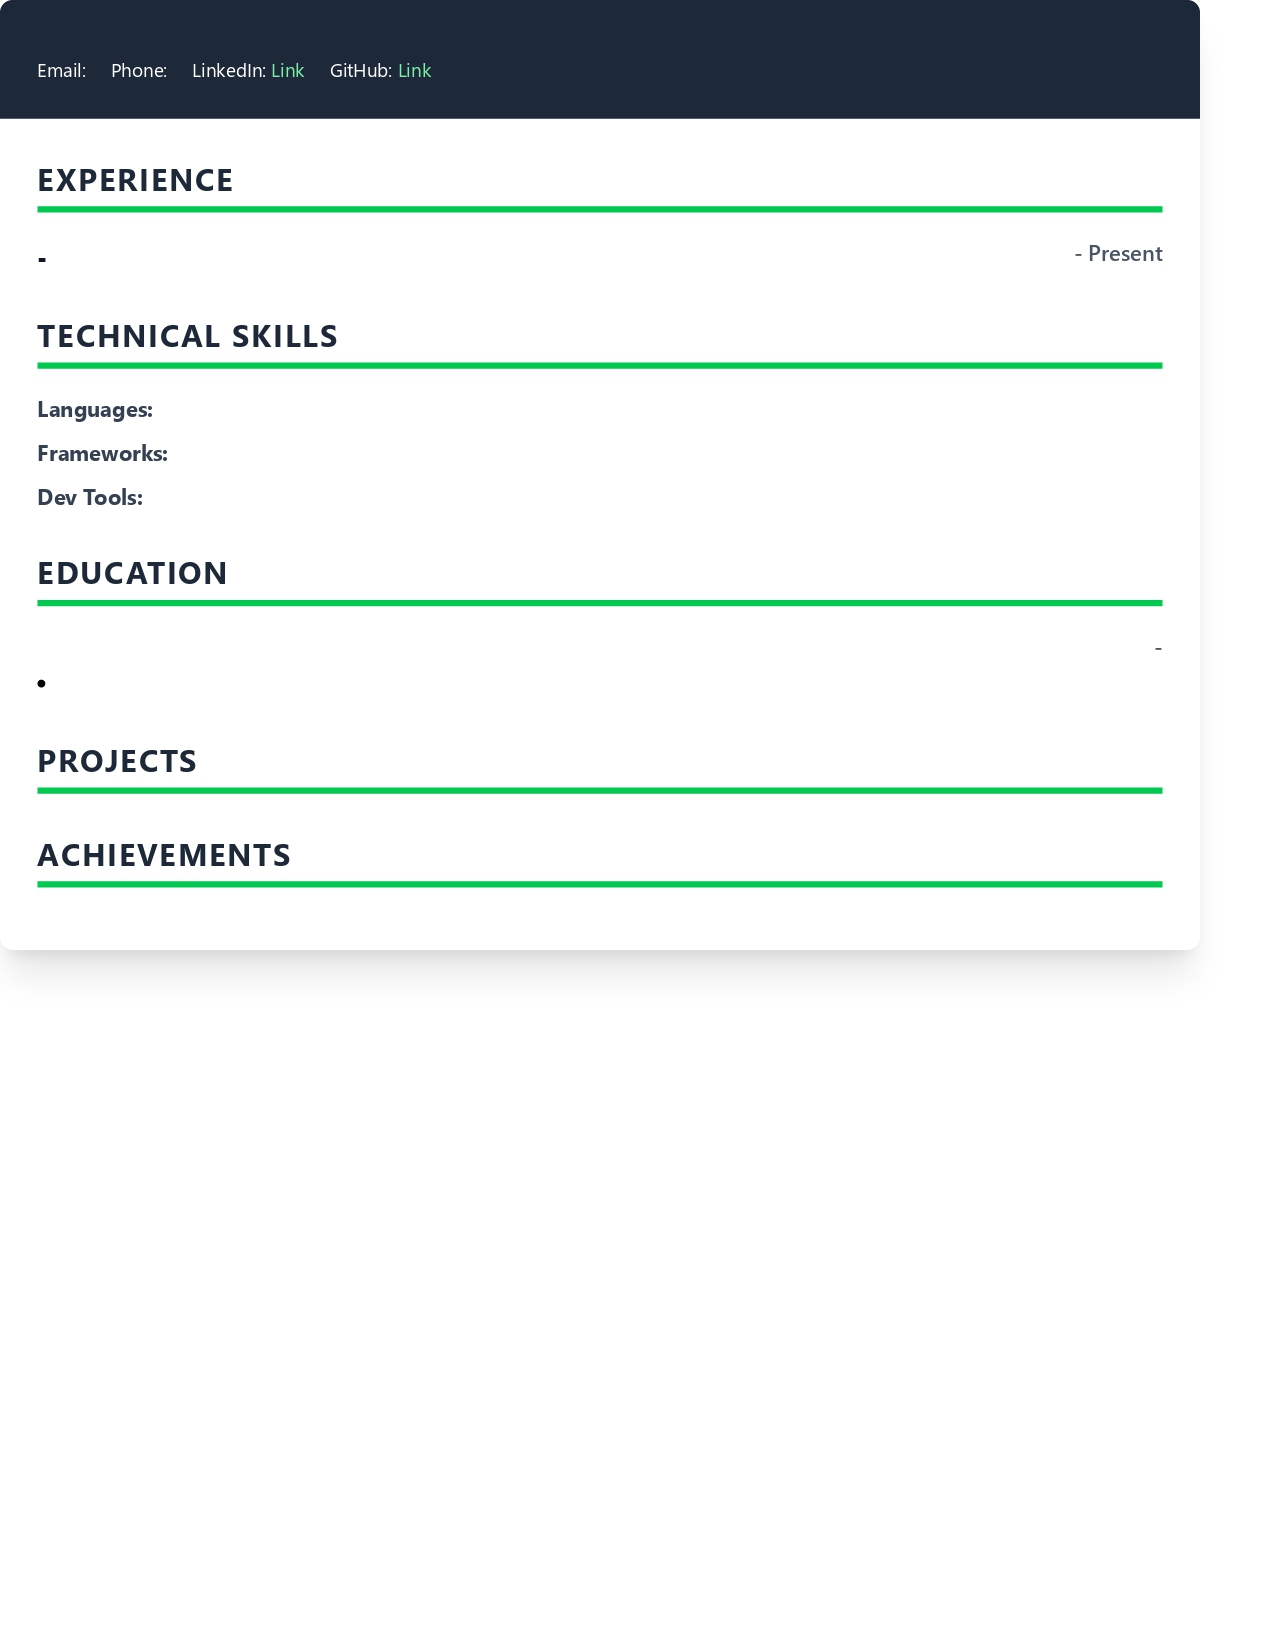 Email: Phone: LinkedIn: Link GitHub: Link
EXPERIENCE
- - Present
TECHNICAL SKILLS
Languages:
Frameworks:
Dev Tools:
EDUCATION
-
•
PROJECTS
ACHIEVEMENTS